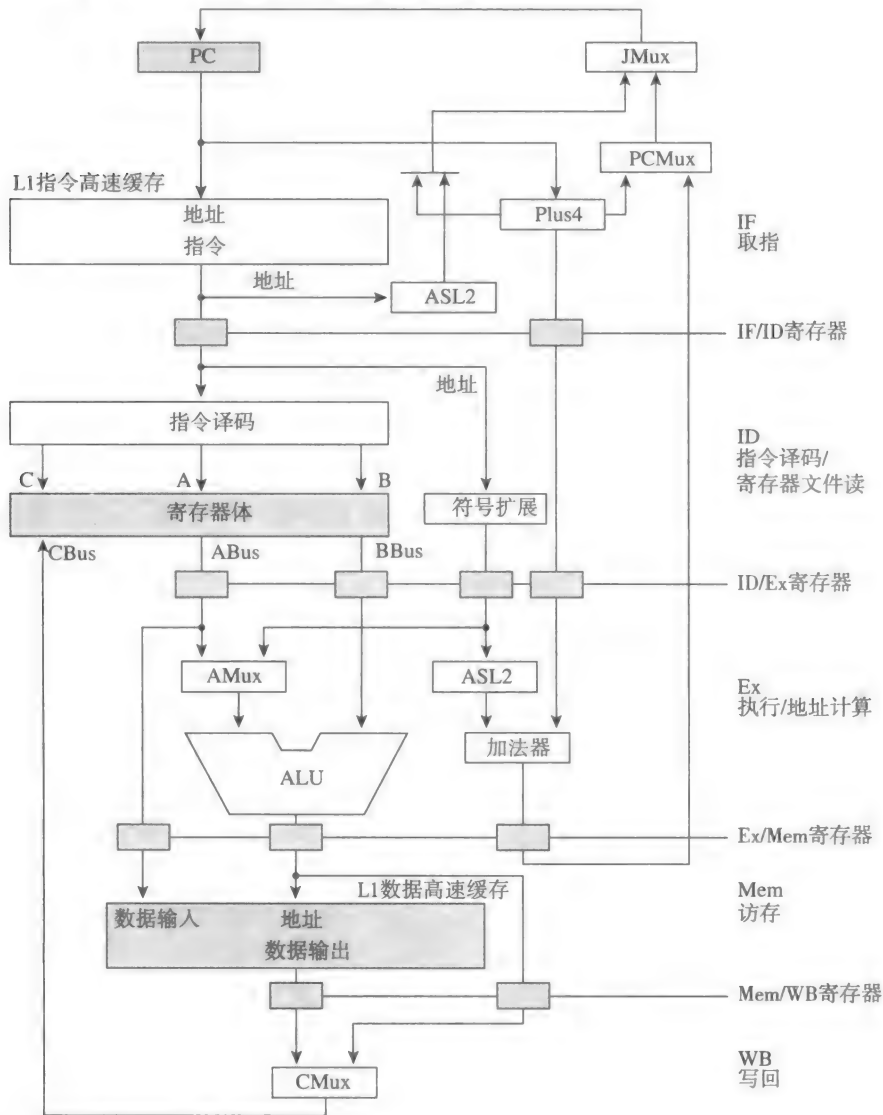 PC
JMux
PCMux
L1指令高速缓存
地址
指令
Plus4
IF
取指
地址
ASL2
IF/ID寄存器
地址
指令译码
ID
指令译码/
寄存器文件读
C
A
B
寄存器体
符号扩展
CBus
ABus
BBus
ID/Ex寄存器
AMux
ASL2
Ex
执行/地址计算
加法器
ALU
Ex/Mem寄存器
L1数据高速缓存
Mem
访存
数据输入
地址
数据输出
Mem/WB寄存器
CMux
WB
写回